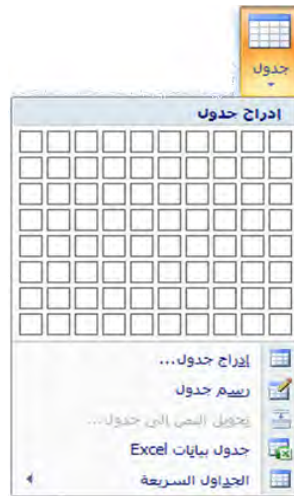 جدول
إدراج جدول
إدراج جدول...
رسم جدول
تحويل النص إلى جدول...
جدول بيانات Excel
الجداول السريعة